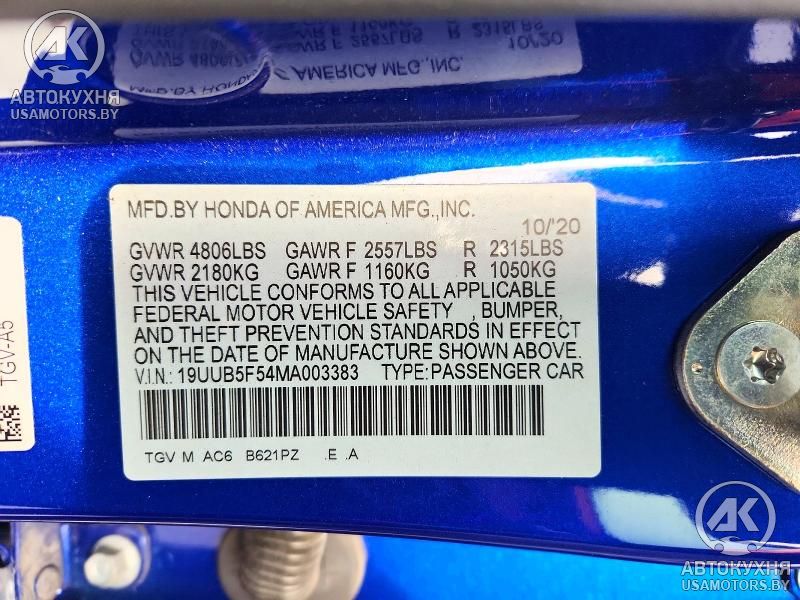 AK
АВТОКУХНЯ
USAMOTORS.BY
MFD.BY HONDA OF AMERICA MFG.,INC.
10/'20
GVWR 4806LBS GAWR F 2557LBS R 2315LBS
GVWR 2180KG GAWR F 1160KG R 1050KG
THIS VEHICLE CONFORMS TO ALL APPLICABLE
FEDERAL MOTOR VEHICLE SAFETY , BUMPER,
AND THEFT PREVENTION STANDARDS IN EFFECT
ON THE DATE OF MANUFACTURE SHOWN ABOVE.
V.I.N.: 19UUB5F54MA003383 TYPE:PASSENGER CAR
TGV M AC6 B621PZ .E .A
TGV-A5
AK
АВТОКУХНЯ
USAMOTORS.BY